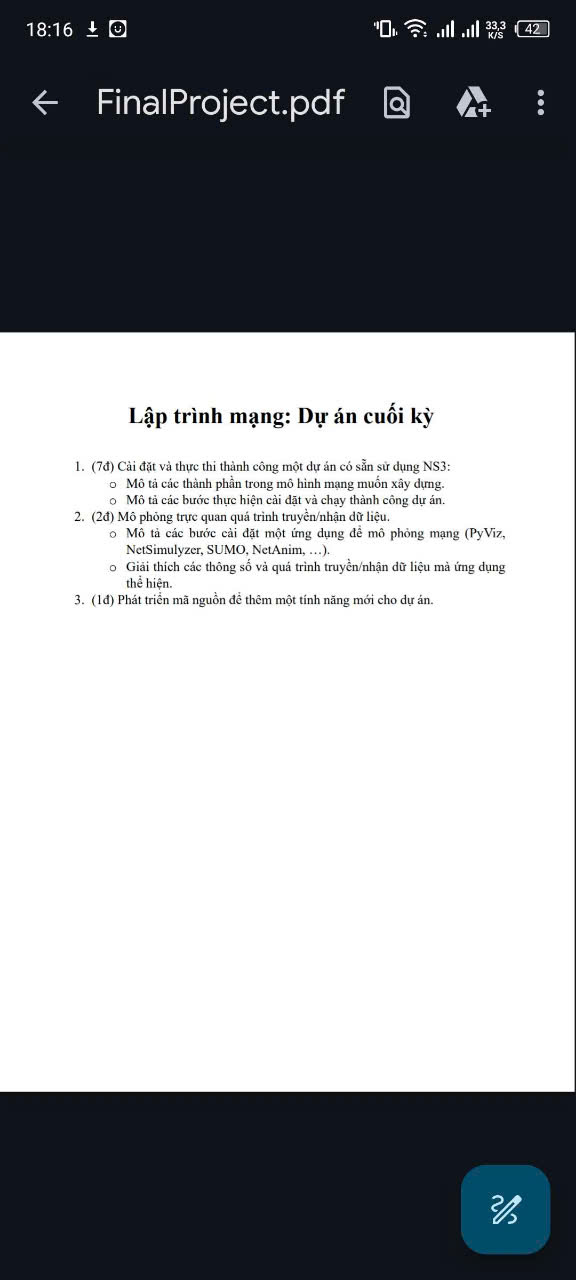 18:16
33,3
K/S
42
FinalProject.pdf
Lập trình mạng: Dự án cuối kỳ
1. (7đ) Cài đặt và thực thi thành công một dự án có sẵn sử dụng NS3:
o Mô tả các thành phần trong mô hình mạng muốn xây dựng.
o Mô tả các bước thực hiện cài đặt và chạy thành công dự án.
2. (2đ) Mô phỏng trực quan quá trình truyền/nhận dữ liệu.
o Mô tả các bước cài đặt một ứng dụng để mô phỏng mạng (PyViz,
NetSimulyzer, SUMO, NetAnim, …).
o Giải thích các thông số và quá trình truyền/nhận dữ liệu mà ứng dụng
thể hiện.
3. (1đ) Phát triển mã nguồn để thêm một tính năng mới cho dự án.